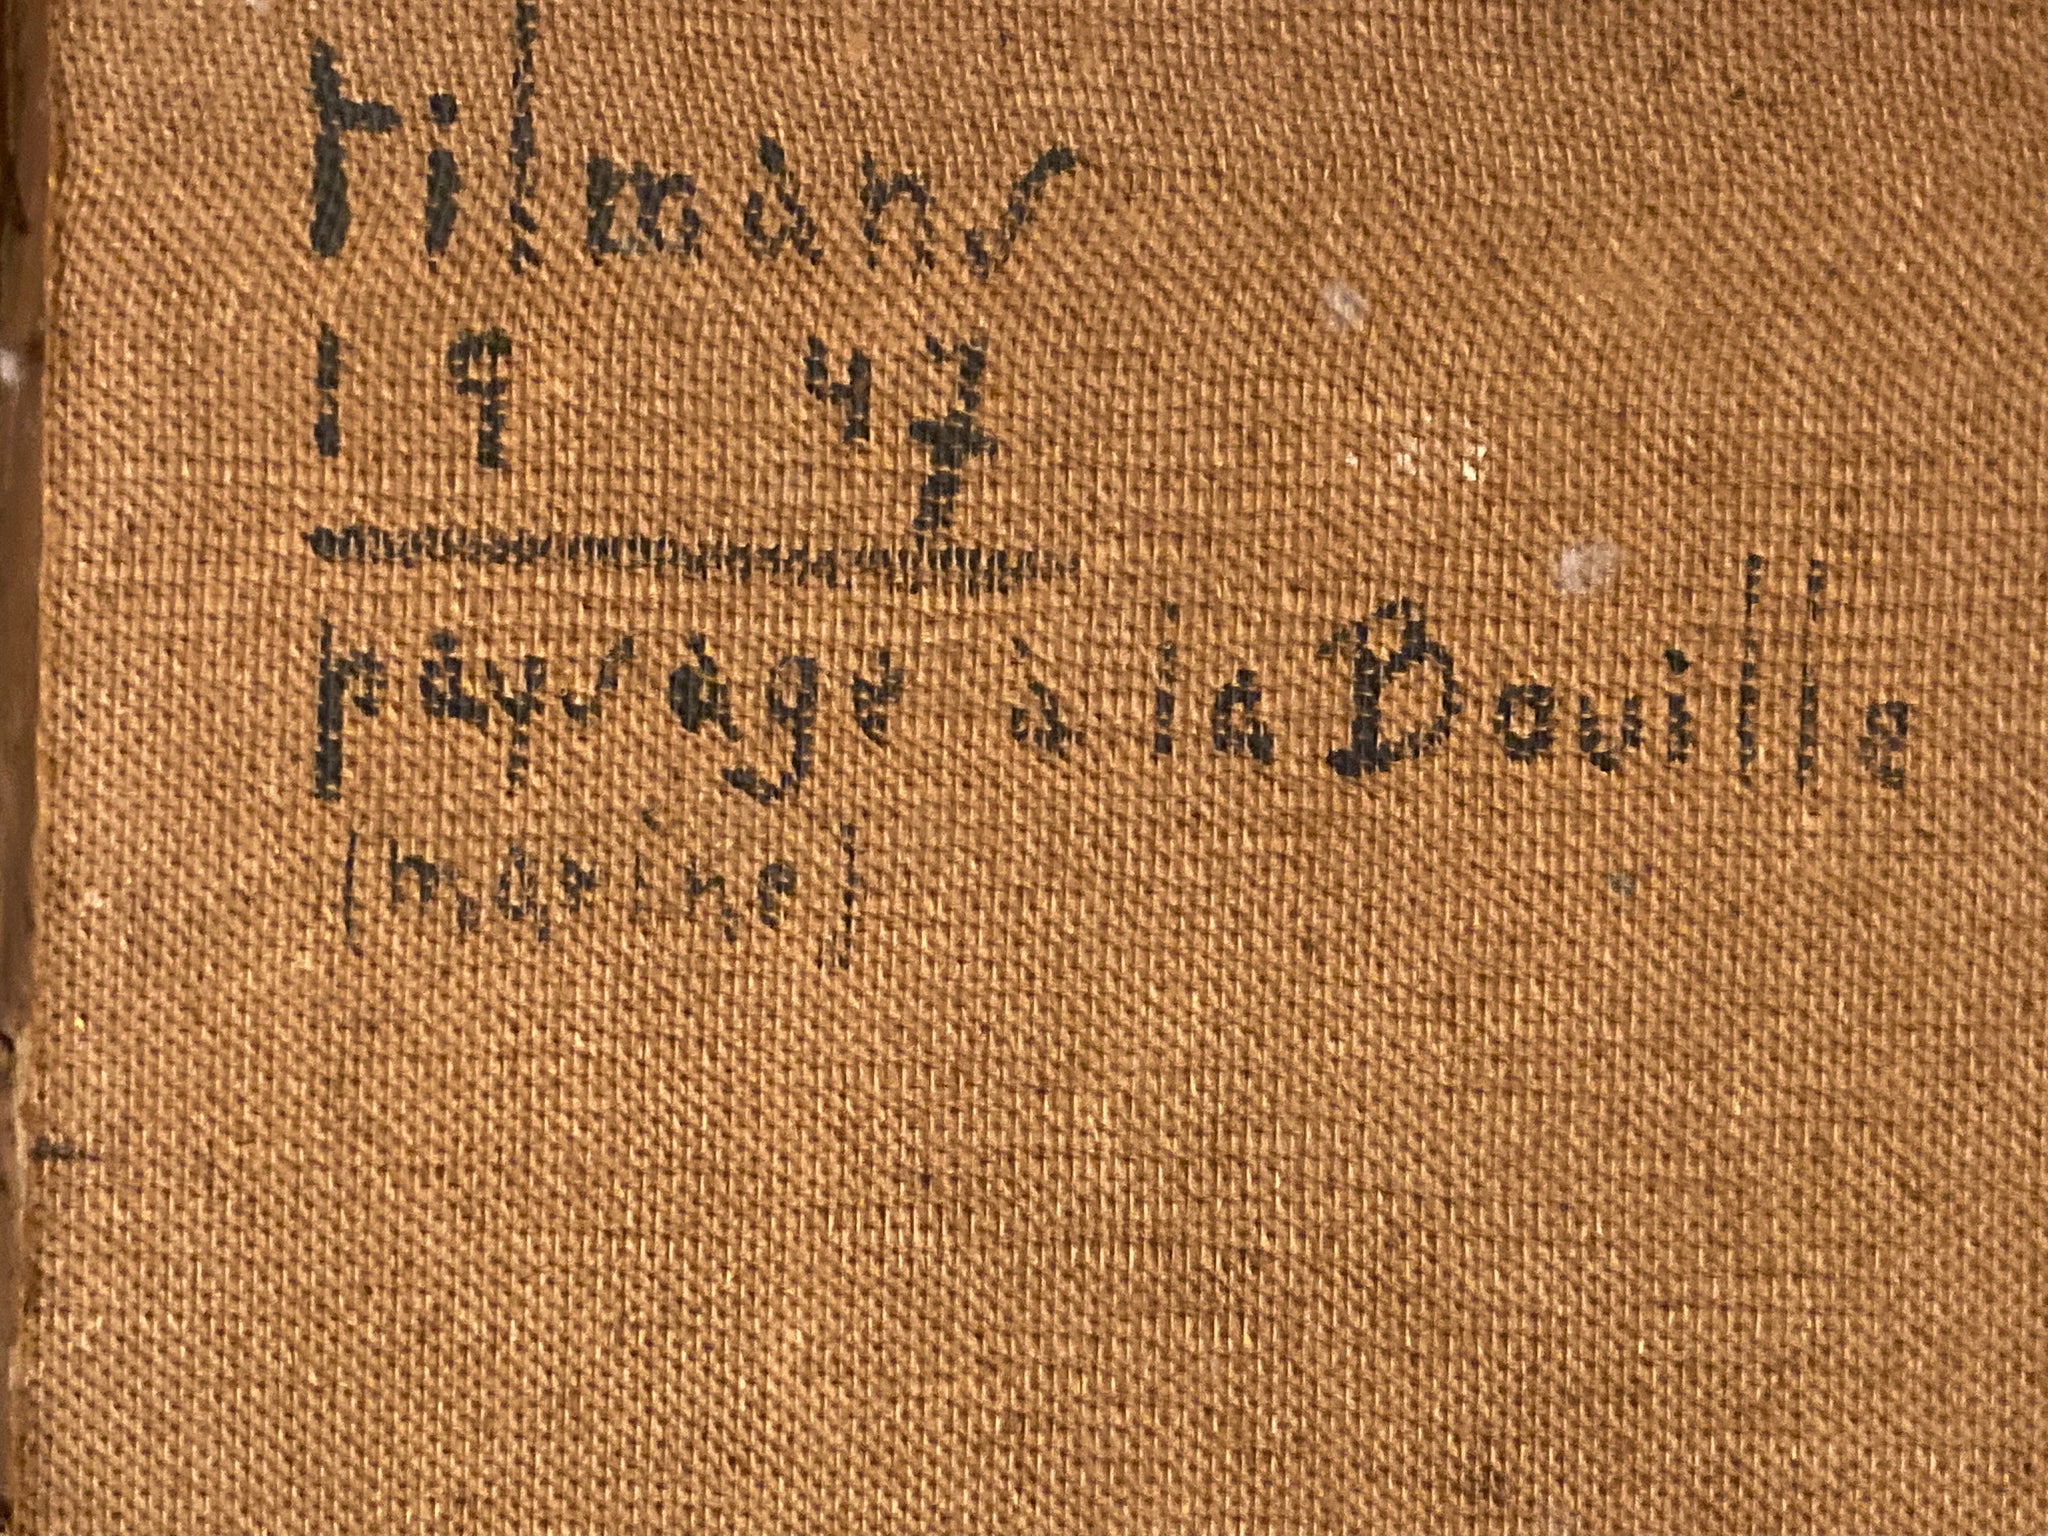 tilmans
19 47
paysage à la Bouille
(marine)